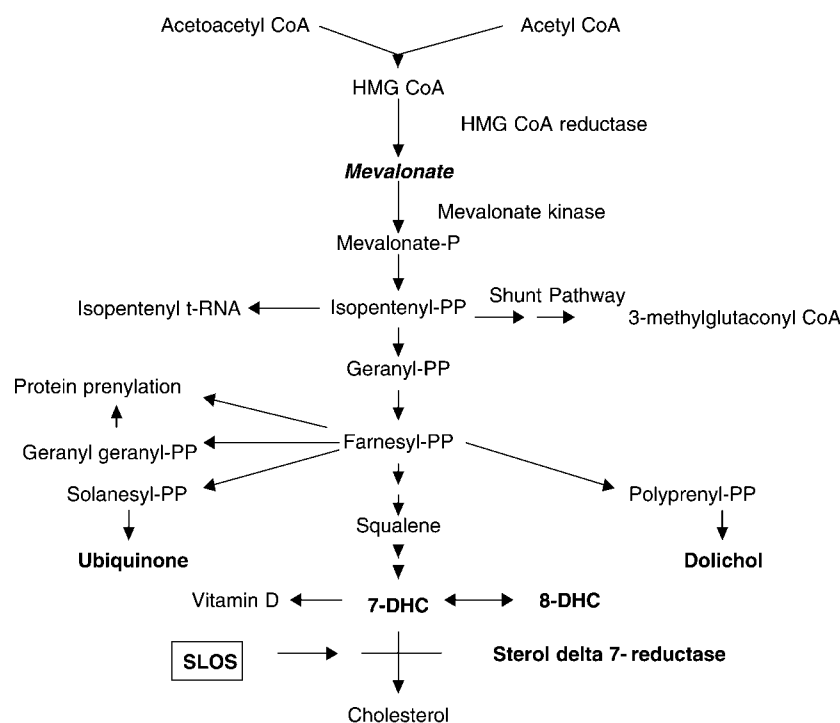 Acetoacetyl CoA
Acetyl CoA
HMG CoA
HMG CoA reductase
Mevalonate
Mevalonate kinase
Mevalonate-P
Isopentenyl t-RNA
Isopentenyl-PP
Shunt Pathway
3-methylglutaconyl CoA
Geranyl-PP
Protein prenylation
Farnesyl-PP
Geranyl geranyl-PP
Solanesyl-PP
Polyprenyl-PP
Squalene
Ubiquinone
Dolichol
Vitamin D
7-DHC
8-DHC
SLOS
Sterol delta 7- reductase
Cholesterol